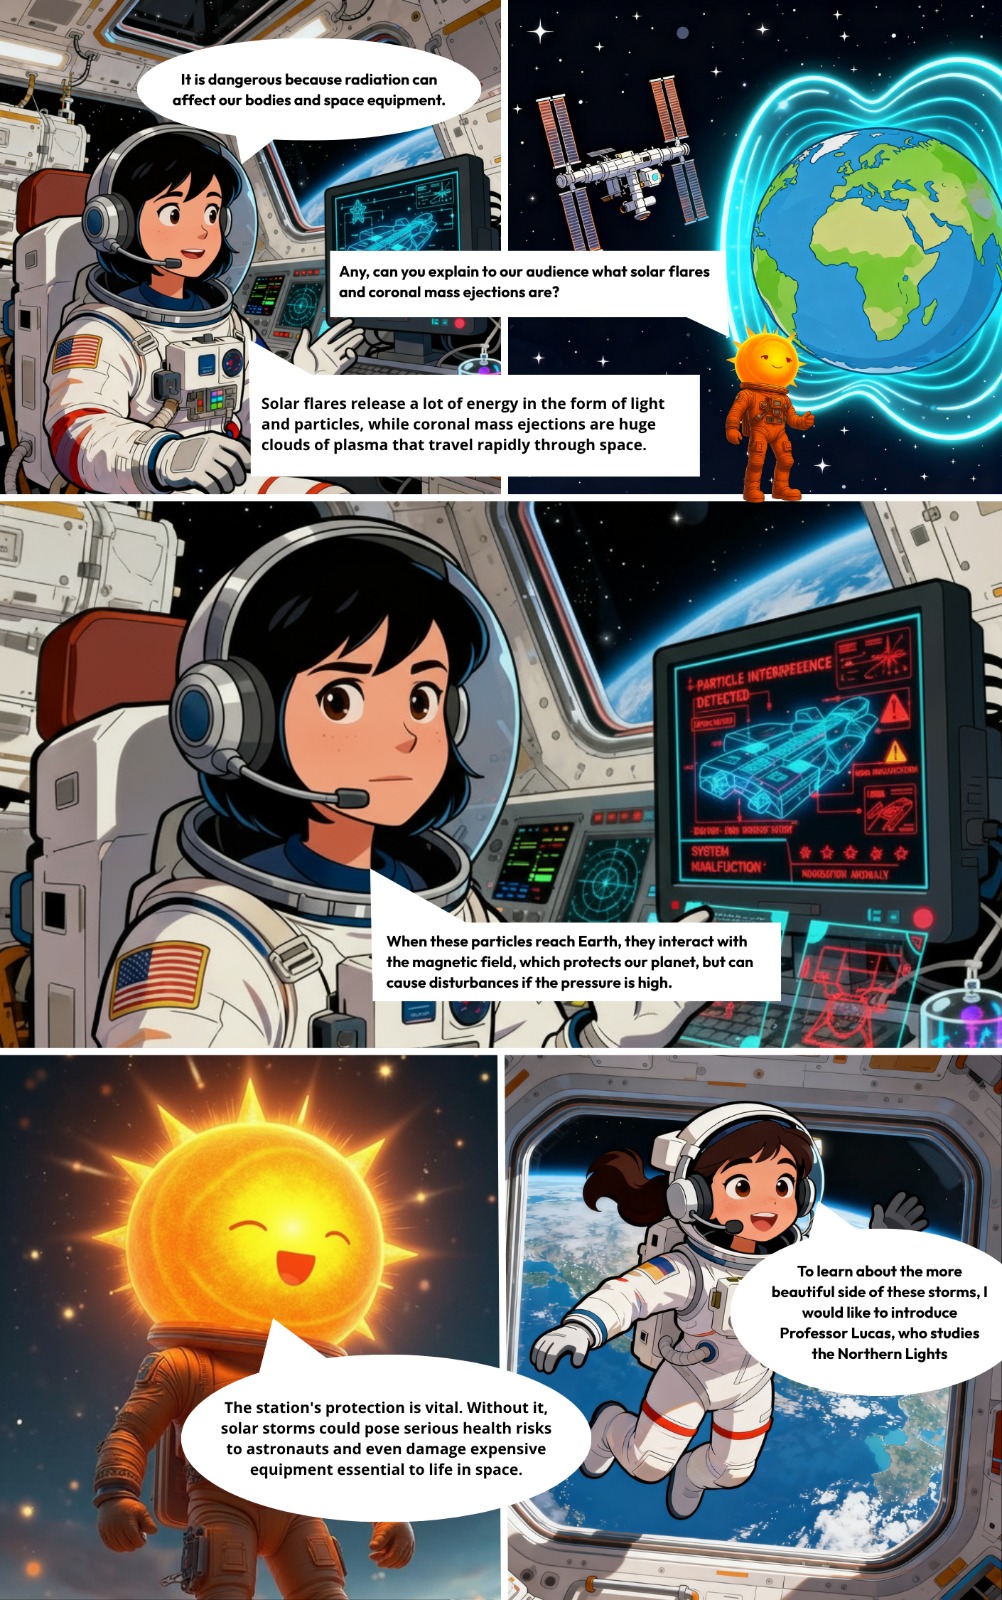 It is dangerous because radiation can
affect our bodies and space equipment.
Any, can you explain to our audience what solar flares
and coronal mass ejections are?
Solar flares release a lot of energy in the form of light
and particles, while coronal mass ejections are huge
clouds of plasma that travel rapidly through space.
PARTICLE
DETECTED
SYSTEM
When these particles reach Earth, they interact with
the magnetic field, which protects our planet, but can
cause disturbances if the pressure is high.
The station's protection is vital. Without it,
solar storms could pose serious health risks
to astronauts and even damage expensive
equipment essential to life in space.
To learn about the more
beautiful side of these storms, I
would like to introduce
Professor Lucas, who studies
the Northern Lights